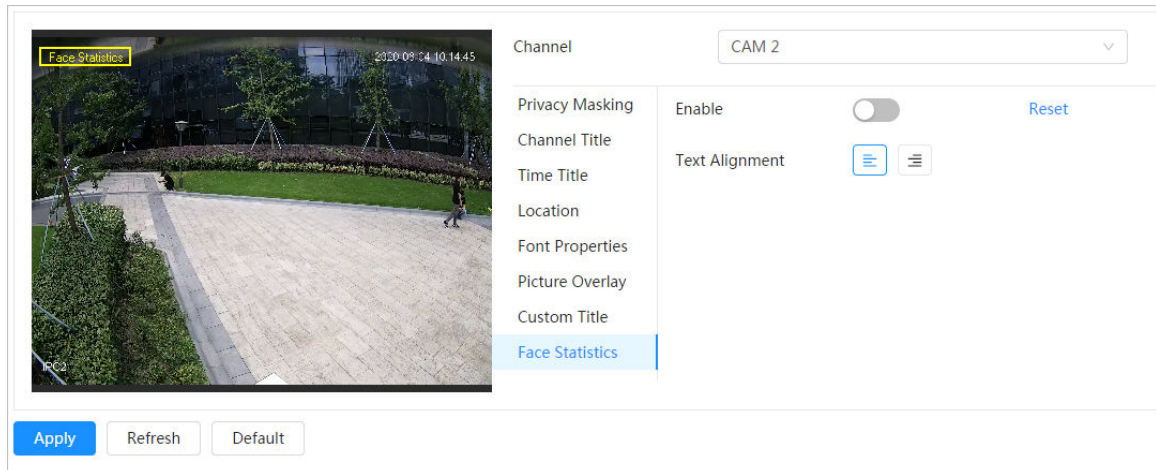 Face Statistics
2020-09-04 10:14:45
IPC2
Channel
CAM 2
Privacy Masking
Channel Title
Time Title
Location
Font Properties
Picture Overlay
Custom Title
Face Statistics
Enable
Reset
Text Alignment
Apply
Refresh
Default